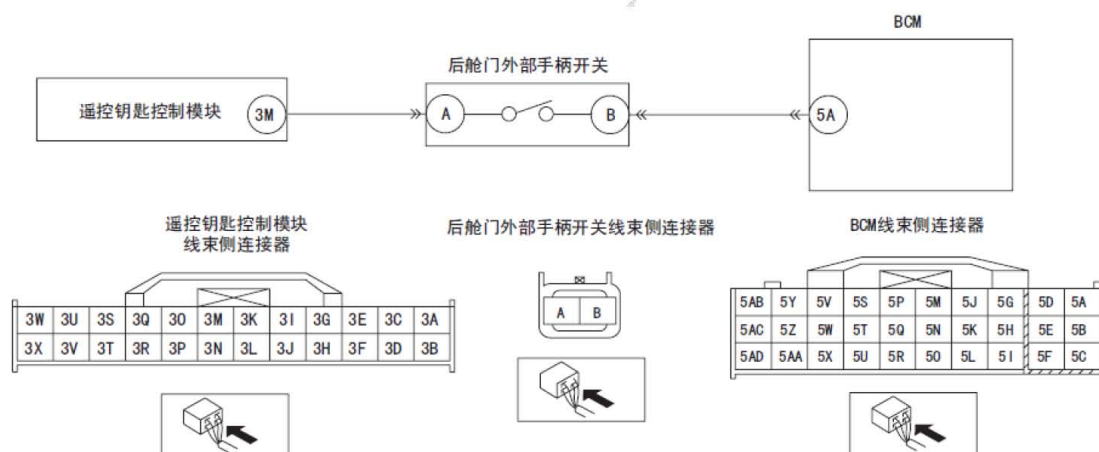 BCM
后舱门外部手柄开关
遥控钥匙控制模块
3M
A
B
5A
遥控钥匙控制模块
线束侧连接器
后舱门外部手柄开关线束侧连接器
BCM线束侧连接器
3W 3U 3S 3Q 3O 3M 3K 3I 3G 3E 3C 3A
3X 3V 3T 3R 3P 3N 3L 3J 3H 3F 3D 3B
A B
5AB 5Y 5V 5S 5P 5M 5J 5G 5D 5A
5AC 5Z 5W 5T 5Q 5N 5K 5H 5E 5B
5AD 5AA 5X 5U 5R 5O 5L 5I 5F 5C